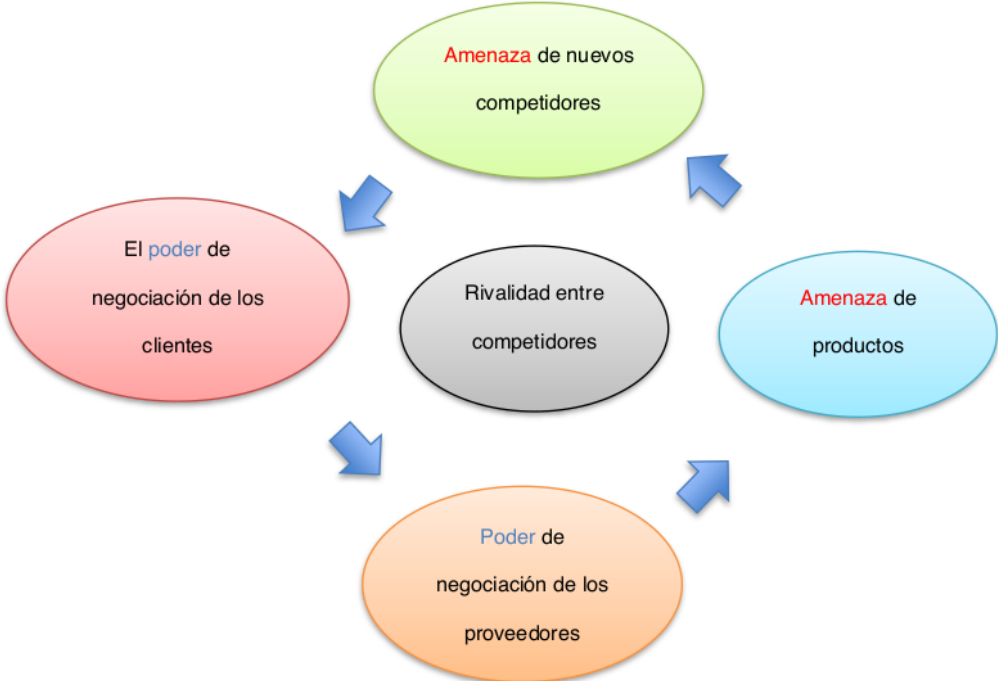 Amenaza de nuevos
competidores
El poder de
negociación de los
clientes
Rivalidad entre
competidores
Amenaza de
productos
Poder de
negociación de los
proveedores